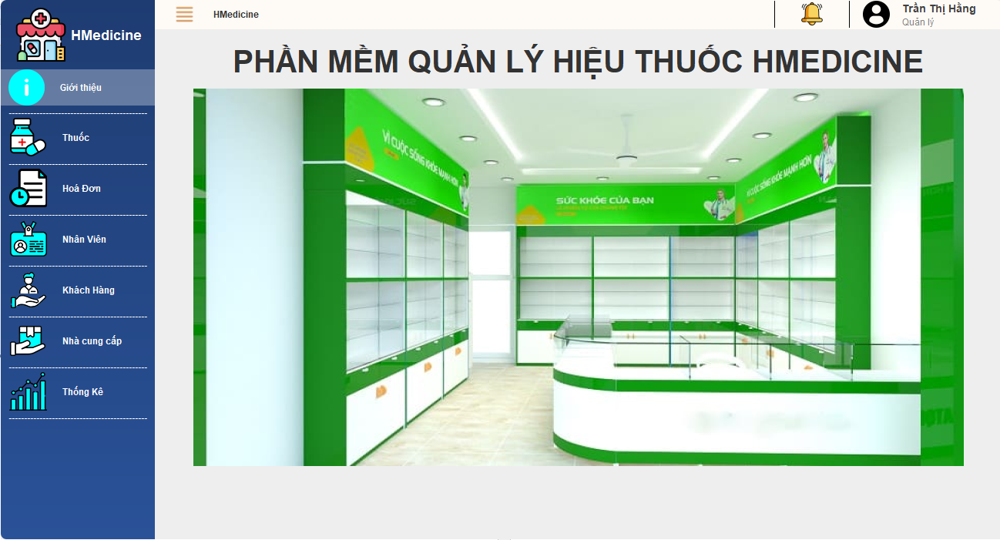 HMedicine
HMedicine
Trần Thị Hằng
Quản lý
Giới thiệu
Thuốc
Hoá Đơn
Nhân Viên
Khách Hàng
Nhà cung cấp
Thống Kê
PHẦN MỀM QUẢN LÝ HIỆU THUỐC HMEDICINE
VÌ CUỘC SỐNG KHỎE MẠNH HƠN
SỨC KHỎE CỦA BẠN
VÌ CUỘC SỐNG KHỎE MẠNH HƠN